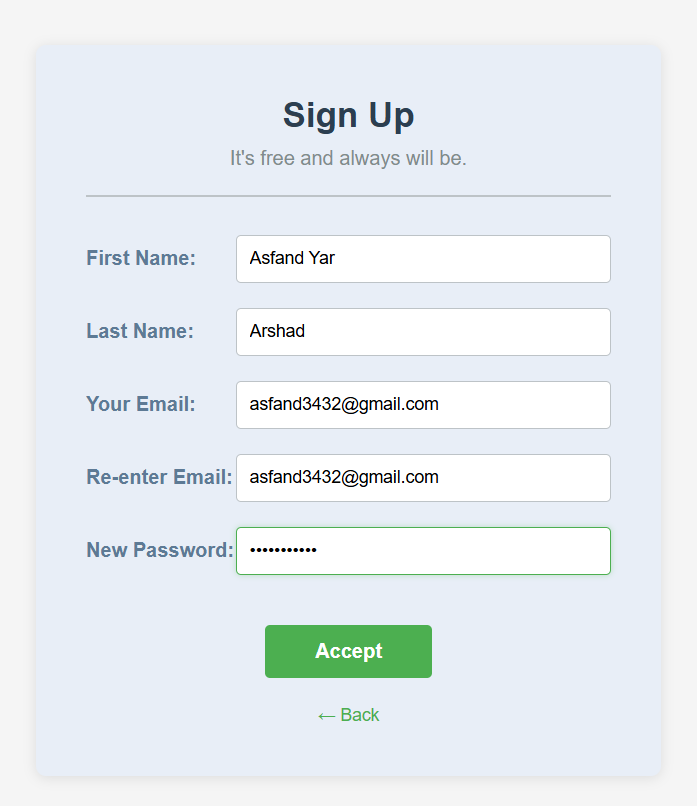 Sign Up
It's free and always will be.
First Name: Asfand Yar
Last Name: Arshad
Your Email: asfand3432@gmail.com
Re-enter Email: asfand3432@gmail.com
New Password: •••••••••••
Accept
← Back